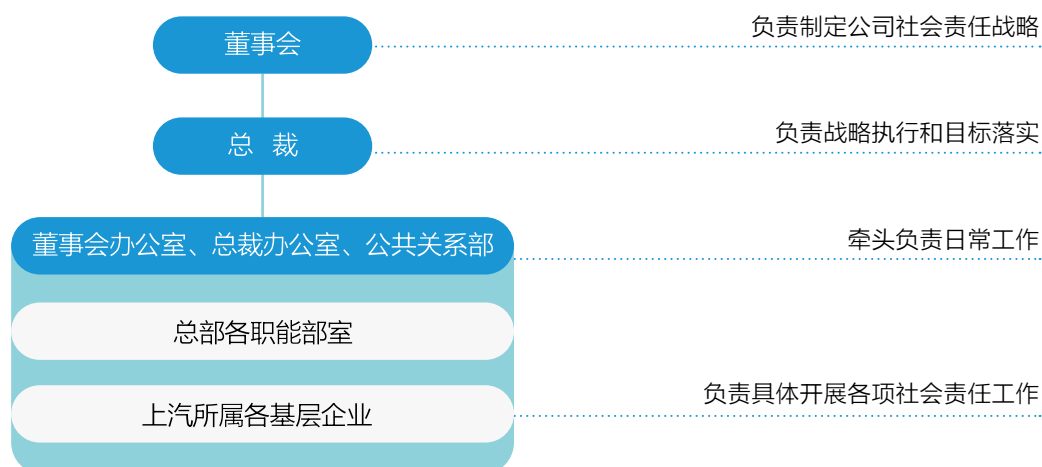 董事会
负责制定公司社会责任战略
总 裁
负责战略执行和目标落实
董事会办公室、总裁办公室、公共关系部
牵头负责日常工作
总部各职能部室
上汽所属各基层企业
负责具体开展各项社会责任工作